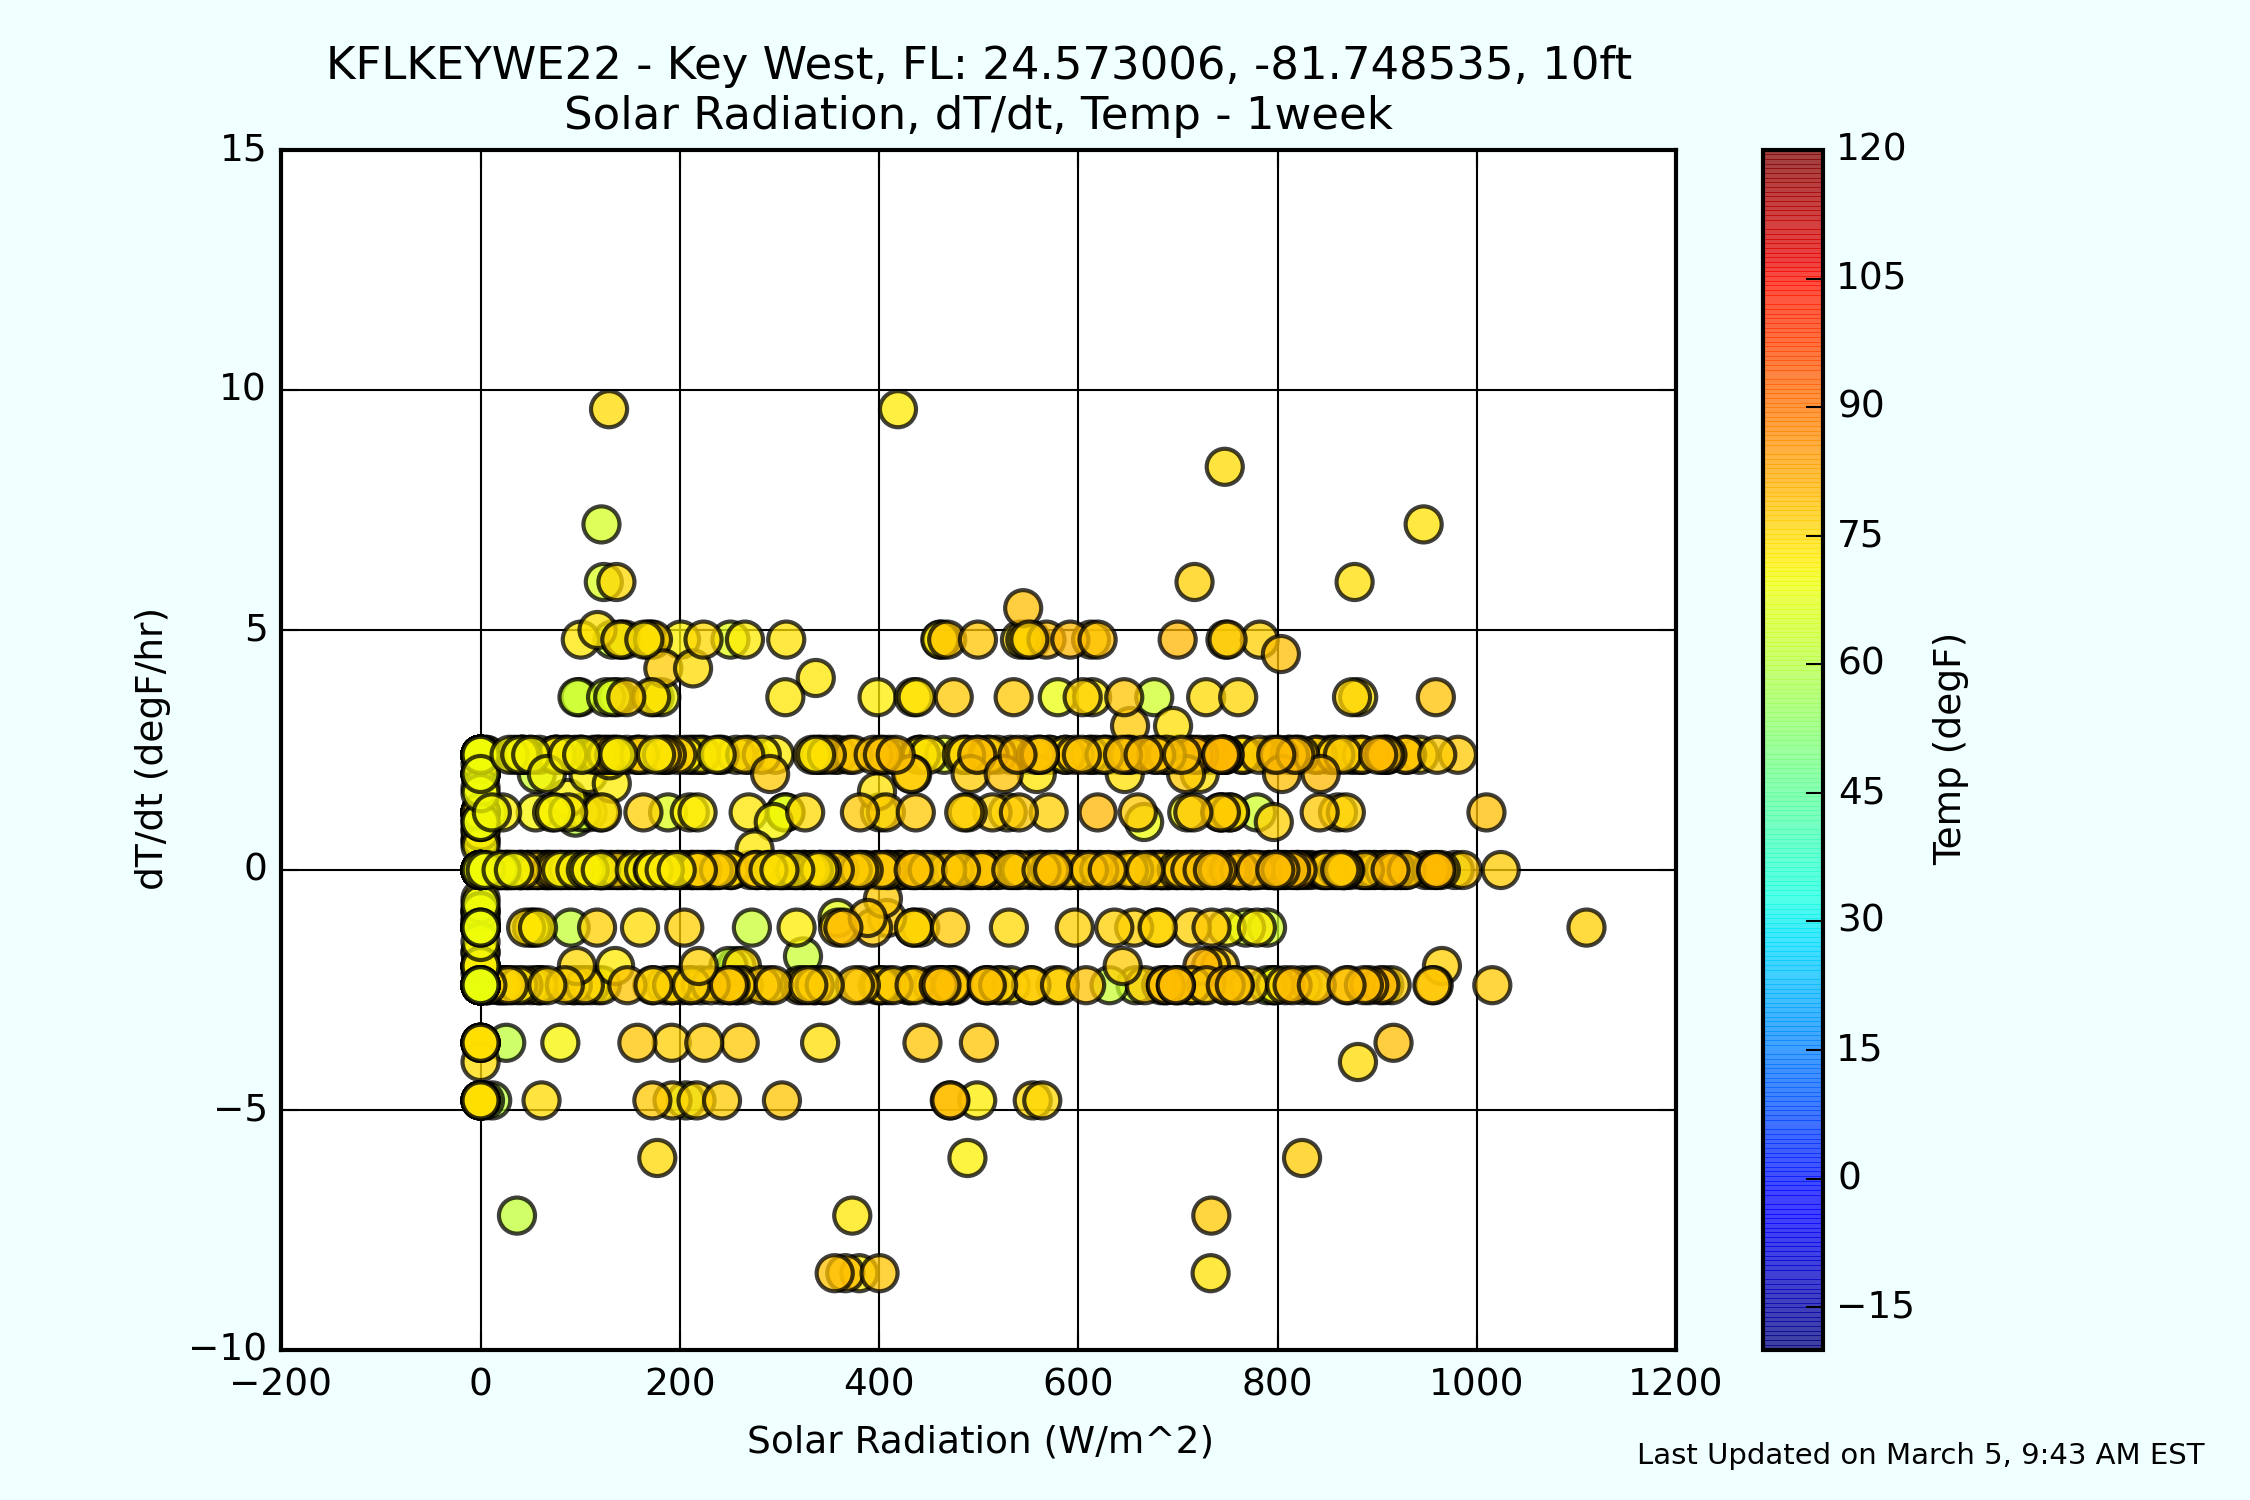 KFLKEYWE22 - Key West, FL: 24.573006, -81.748535, 10ft
Solar Radiation, dT/dt, Temp - 1week
15
10
5
0
−5
−10
dT/dt (degF/hr)
−200 0 200 400 600 800 1000 1200
Solar Radiation (W/m^2)
120
105
90
75
60
45
30
15
0
−15
Temp (degF)
Last Updated on March 5, 9:43 AM EST